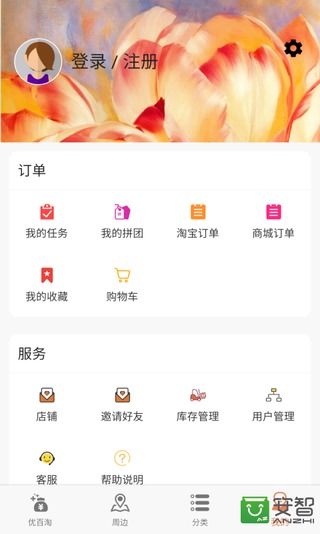 登录 / 注册
订单
我的任务 我的拼团 淘宝订单 商城订单
我的收藏 购物车
服务
店铺 邀请好友 库存管理 用户管理
客服 帮助说明
优百淘 周边 分类
安智
ANZHI.COM